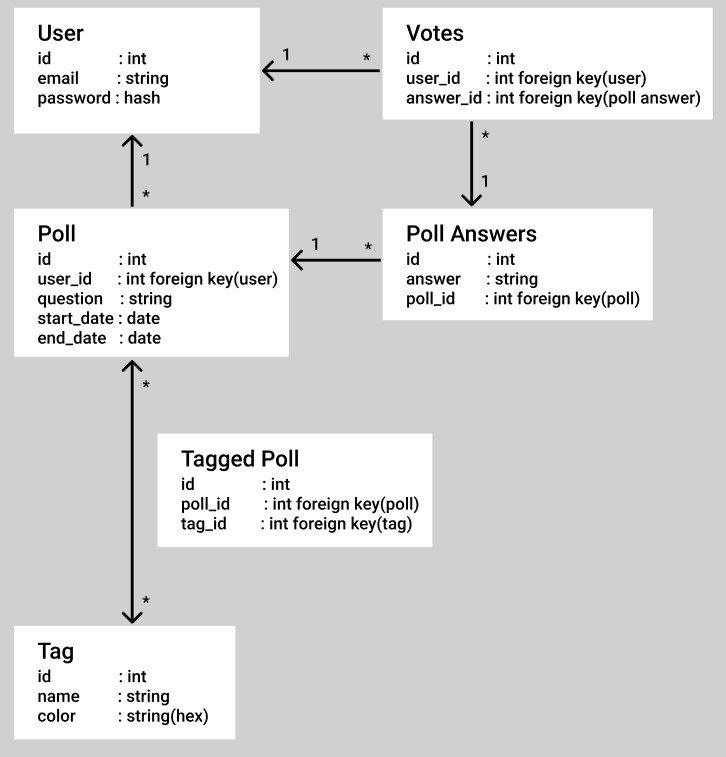 User
id : int
email : string
password : hash
1 *
Votes
id : int
user_id : int foreign key(user)
answer_id : int foreign key(poll answer)
1
*
*
1
Poll
id : int
user_id : int foreign key(user)
question : string
start_date : date
end_date : date
1 *
Poll Answers
id : int
answer : string
poll_id : int foreign key(poll)
*
Tagged Poll
id : int
poll_id : int foreign key(poll)
tag_id : int foreign key(tag)
*
Tag
id : int
name : string
color : string(hex)